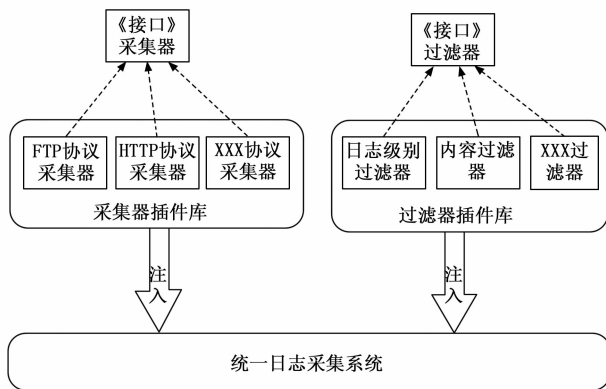 《接口》
采集器
《接口》
过滤器
FTP协议
采集器
HTTP协议
采集器
XXX协议
采集器
采集器插件库
日志级别
过滤器
内容过滤
器
XXX过
滤器
过滤器插件库
注
入
注
入
统一日志采集系统